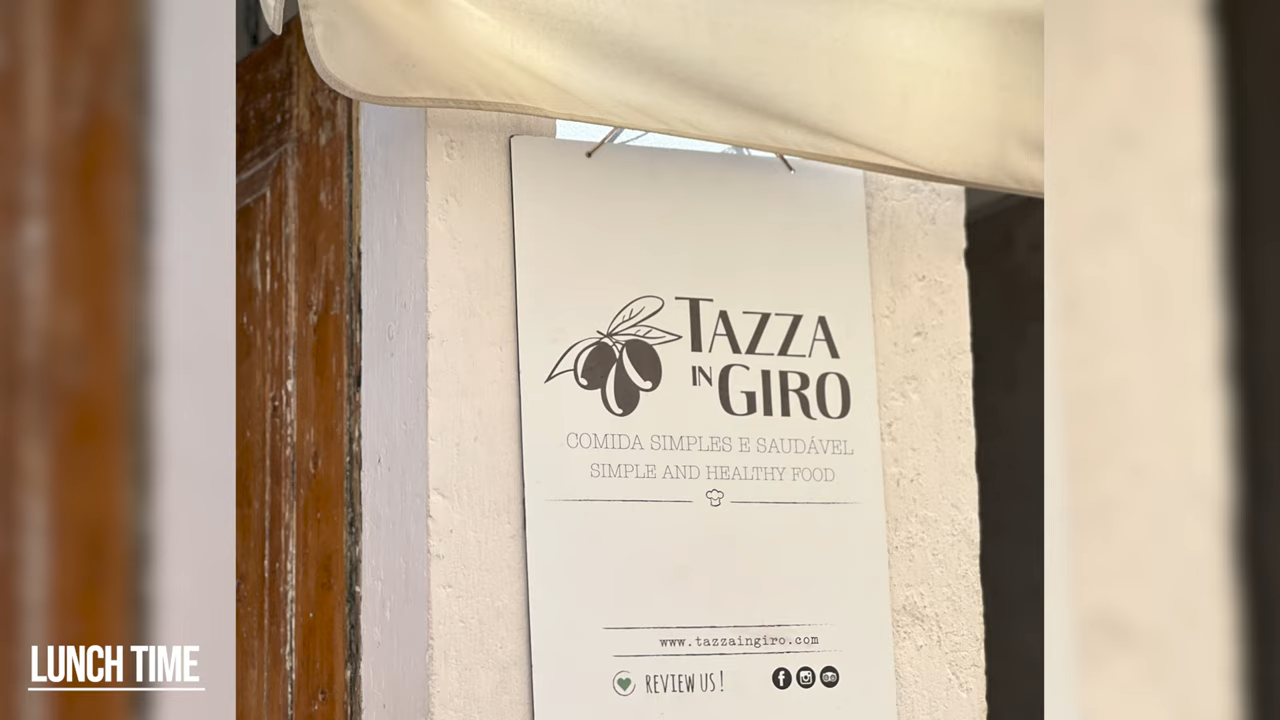 TAZZA
IN GIRO
COMIDA SIMPLES E SAUDÁVEL
SIMPLE AND HEALTHY FOOD
www.tazzaingiro.com
REVIEW US!
LUNCH TIME